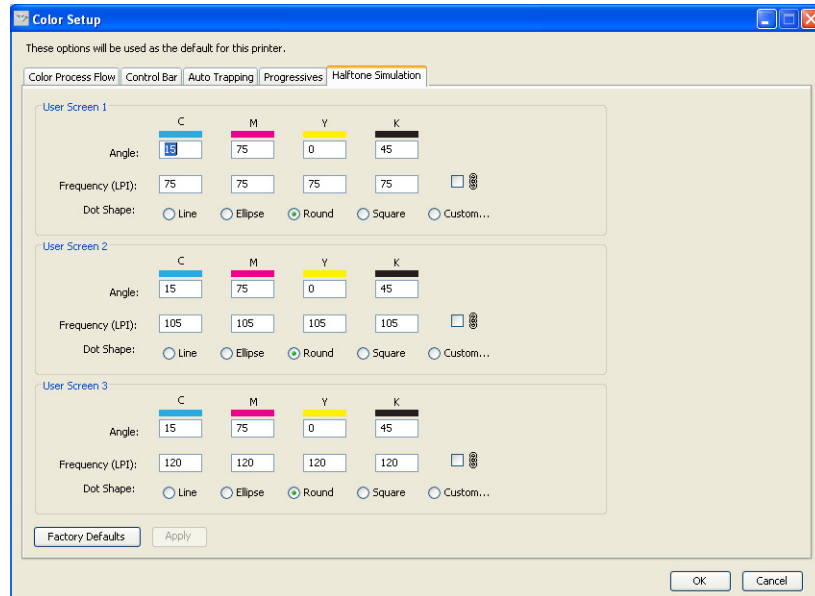 Color Setup
These options will be used as the default for this printer.
Color Process Flow Control Bar Auto Trapping Progressives Halftone Simulation
User Screen 1
C M Y K
Angle: 15 75 0 45
Frequency (LPI): 75 75 75 75
Dot Shape: Line Ellipse Round Square Custom...
User Screen 2
C M Y K
Angle: 15 75 0 45
Frequency (LPI): 105 105 105 105
Dot Shape: Line Ellipse Round Square Custom...
User Screen 3
C M Y K
Angle: 15 75 0 45
Frequency (LPI): 120 120 120 120
Dot Shape: Line Ellipse Round Square Custom...
Factory Defaults Apply
OK Cancel